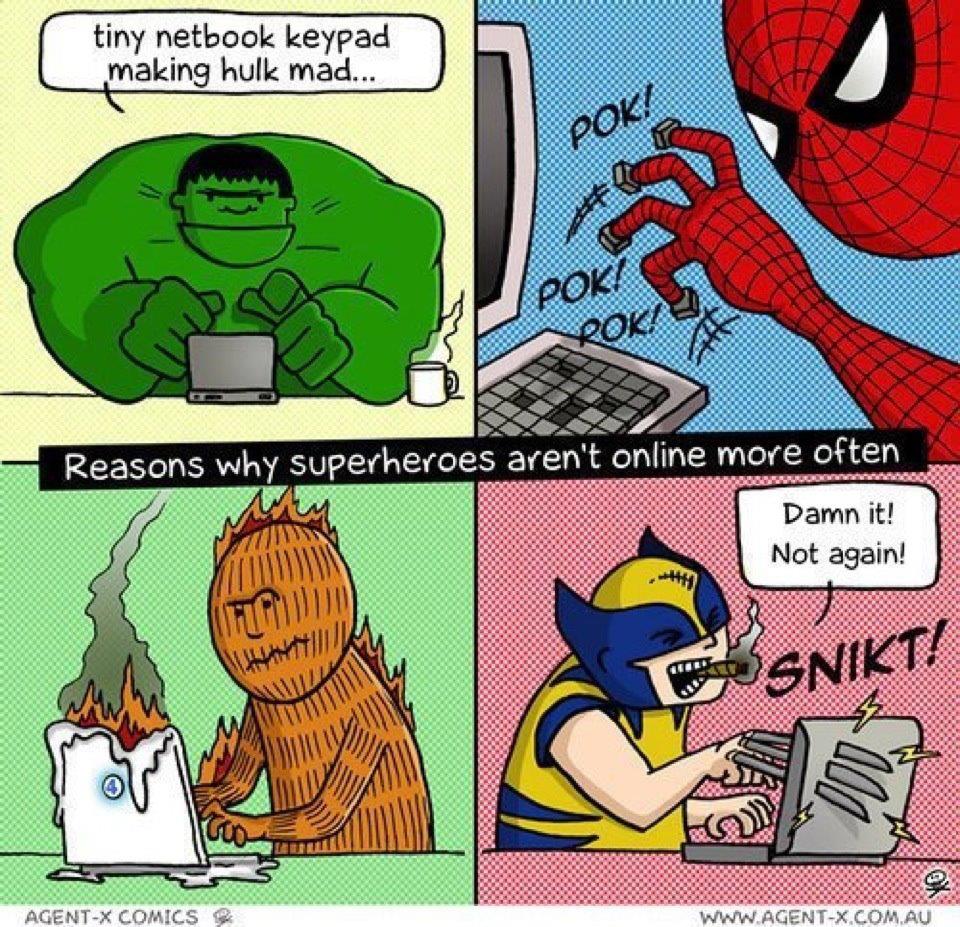 tiny netbook keypad
making hulk mad...
POK!
POK!
POK!
Reasons why superheroes aren't online more often
4
Damn it!
Not again!
SNIKT!
AGENT-X COMICS
WWW.AGENT-X.COM.AU